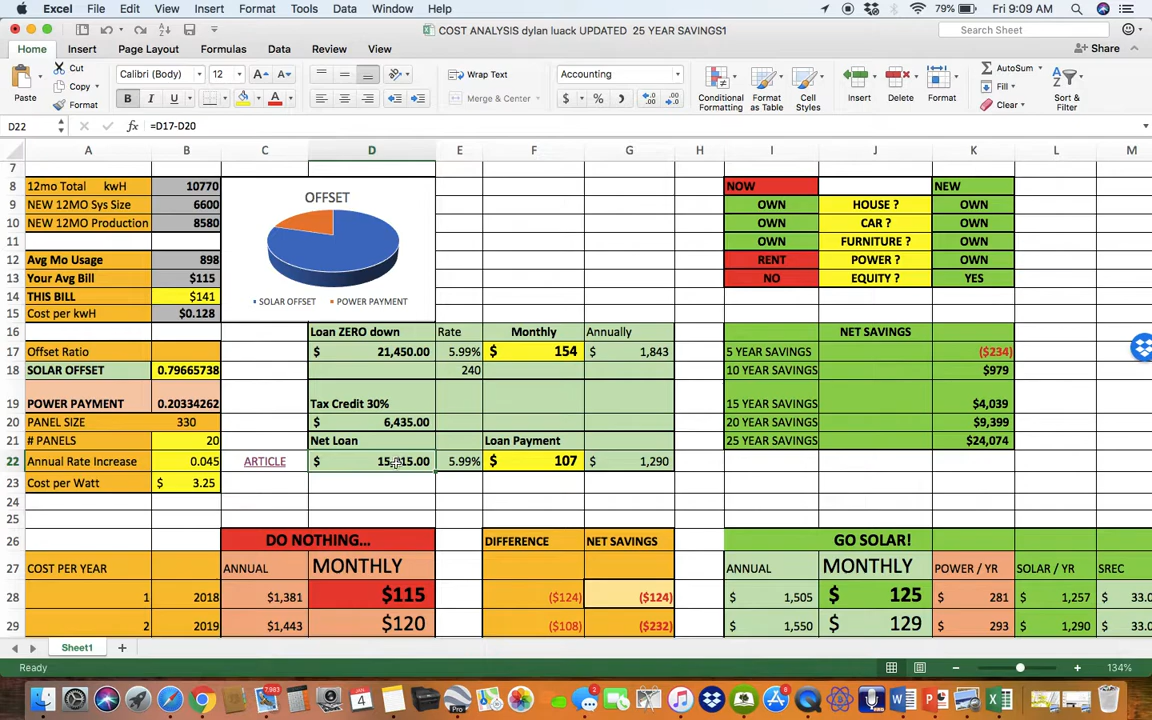 Excel File Edit View Insert Format Tools Data Window Help 79% Fri 9:09 AM
COST ANALYSIS dylan luack UPDATED 25 YEAR SAVINGS1 Search Sheet
Home Insert Page Layout Formulas Data Review View Share
Cut Calibri (Body) 12 Wrap Text Accounting AutoSum
Copy Fill
Paste Format B I U Merge & Center $ % Conditional Formatting Format as Table Cell Styles Insert Delete Format Clear Sort & Filter
D22 fx =D17-D20
A B C D E F G H I J K L M
7
8 12mo Total kwH 10770 OFFSET NOW NEW
9 NEW 12MO Sys Size 6600 OWN HOUSE ? OWN
10 NEW 12MO Production 8580 OWN CAR ? OWN
11 OWN FURNITURE ? OWN
12 Avg Mo Usage 898 RENT POWER ? OWN
13 Your Avg Bill $115 NO EQUITY ? YES
14 THIS BILL $141 SOLAR OFFSET POWER PAYMENT
15 Cost per kwH $0.128
16 Loan ZERO down Rate Monthly Annually NET SAVINGS
17 Offset Ratio $ 21,450.00 5.99% $ 154 $ 1,843 5 YEAR SAVINGS ($234)
18 SOLAR OFFSET 0.79665738 240 10 YEAR SAVINGS $979
19 POWER PAYMENT 0.20334262 Tax Credit 30% 15 YEAR SAVINGS $4,039
20 PANEL SIZE 330 $ 6,435.00 20 YEAR SAVINGS $9,399
21 # PANELS 20 Net Loan Loan Payment 25 YEAR SAVINGS $24,074
22 Annual Rate Increase 0.045 ARTICLE $ 5.99% $ 107 $ 1,290
23 Cost per Watt $ 3.25
24
25
26 DO NOTHING... DIFFERENCE NET SAVINGS GO SOLAR!
27 COST PER YEAR ANNUAL MONTHLY ANNUAL MONTHLY POWER / YR SOLAR / YR SREC
28 1 2018 $1,381 $115 ($124) ($124) $ 1,505 $ 125 $ 281 $ 1,257 $ 33.0
29 2 2019 $1,443 $120 ($108) ($232) $ 1,550 $ 129 $ 293 $ 1,290 $ 33.0
Sheet1
Ready 134%